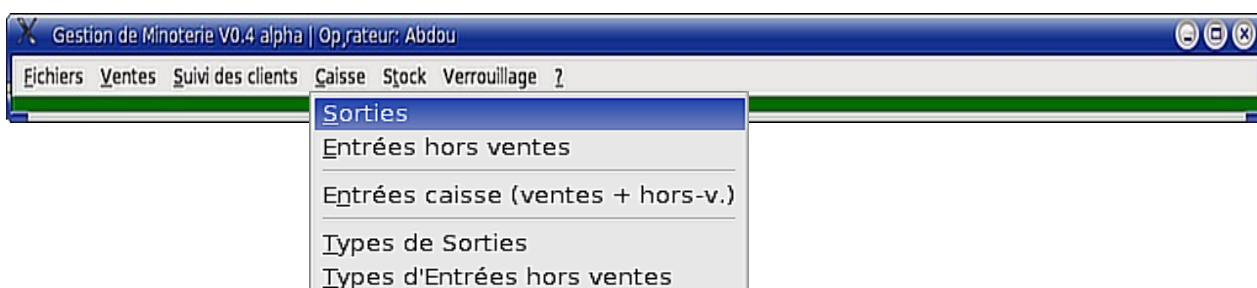 Gestion de Minoterie V0.4 alpha | Op,rateur: Abdou
Fichiers Ventes Suivi des clients Caisse Stock Verrouillage ?
Sorties
Entrées hors ventes
Entrées caisse (ventes + hors-v.)
Types de Sorties
Types d'Entrées hors ventes